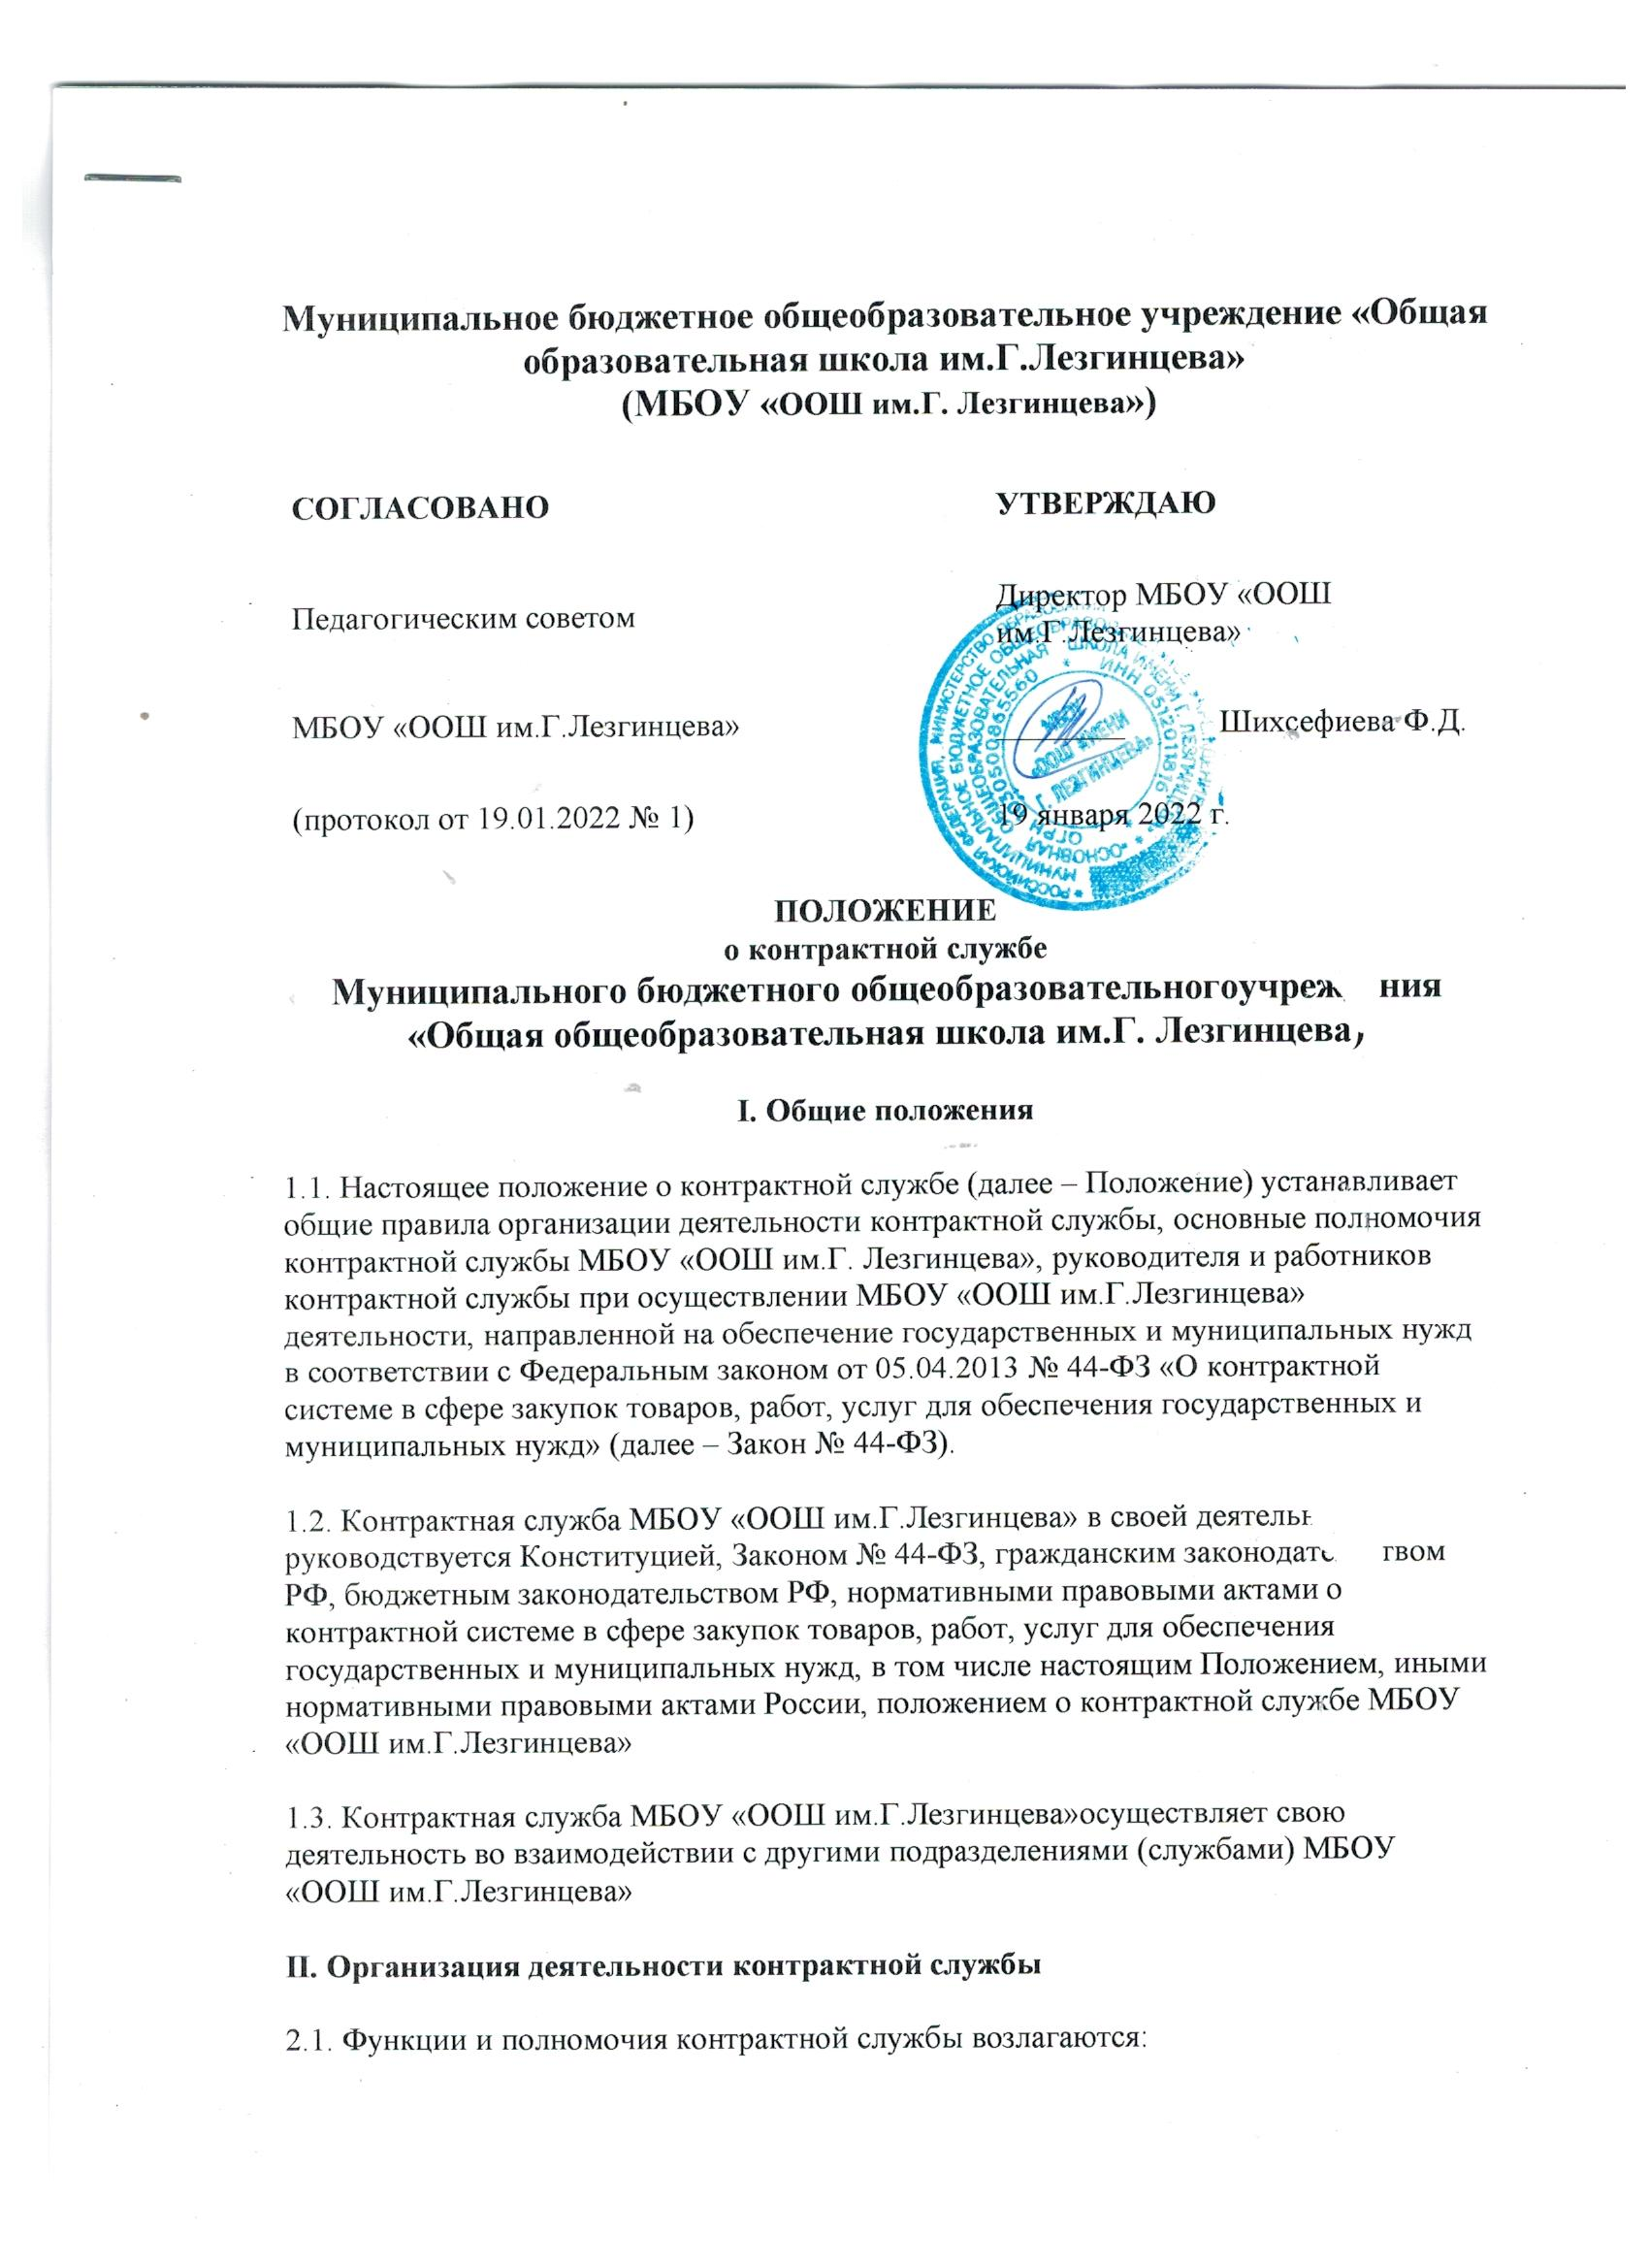 Муниципальное бюджетное общеобразовательное учреждение «Общая
образовательная школа им.Г.Лезгинцева»
(МБОУ «ООШ им.Г. Лезгинцева»)
СОГЛАСОВАНО
УТВЕРЖДАЮ
Педагогическим советом
Директор МБОУ «ООШ
им.Г.Лезгинцева»
МБОУ «ООШ им.Г.Лезгинцева»
Шихсефиева Ф.Д.
(протокол от 19.01.2022 № 1)
19 января 2022 г.
МБОУ
«ООШ ИМЕНИ
Г. ЛЕЗГИНЦЕВА»
ПОЛОЖЕНИЕ
о контрактной службе
Муниципального бюджетного общеобразовательногоучреж ния
«Общая общеобразовательная школа им.Г. Лезгинцева,
I. Общие положения
1.1. Настоящее положение о контрактной службе (далее – Положение) устанавливает
общие правила организации деятельности контрактной службы, основные полномочия
контрактной службы МБОУ «ООШ им.Г. Лезгинцева», руководителя и работников
контрактной службы при осуществлении МБОУ «ООШ им.Г.Лезгинцева»
деятельности, направленной на обеспечение государственных и муниципальных нужд
в соответствии с Федеральным законом от 05.04.2013 № 44-ФЗ «О контрактной
системе в сфере закупок товаров, работ, услуг для обеспечения государственных и
муниципальных нужд» (далее – Закон № 44-ФЗ).
1.2. Контрактная служба МБОУ «ООШ им.Г.Лезгинцева» в своей деятельн
руководствуется Конституцией, Законом № 44-ФЗ, гражданским законодате твом
РФ, бюджетным законодательством РФ, нормативными правовыми актами о
контрактной системе в сфере закупок товаров, работ, услуг для обеспечения
государственных и муниципальных нужд, в том числе настоящим Положением, иными
нормативными правовыми актами России, положением о контрактной службе МБОУ
«ООШ им.Г.Лезгинцева»
1.3. Контрактная служба МБОУ «ООШ им.Г.Лезгинцева»осуществляет свою
деятельность во взаимодействии с другими подразделениями (службами) МБОУ
«ООШ им.Г.Лезгинцева»
II. Организация деятельности контрактной службы
2.1. Функции и полномочия контрактной службы возлагаются: